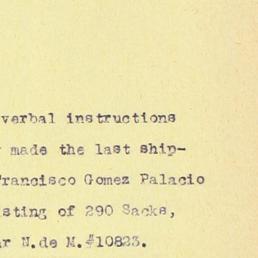 verbal instructions
made the last ship-
Francisco Gomez Palacio
sting of 290 Sacks,
r N.de M.#10823.